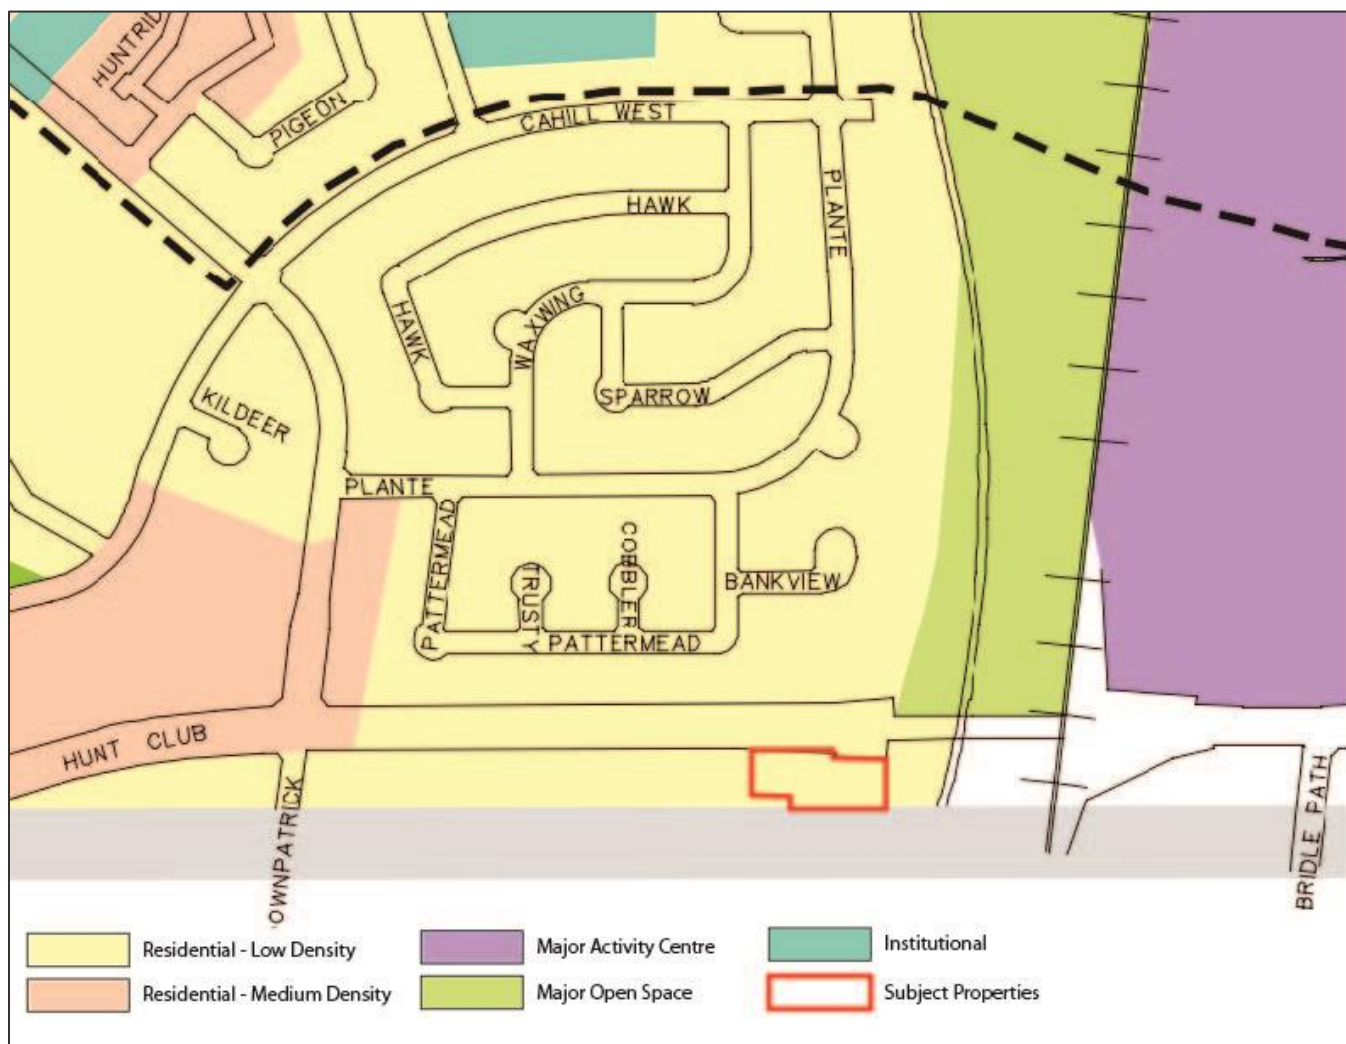 HUNTRID
PIGEON
CAHILL WEST
HAWK
PLANTE
HAWK
WAXWING
SPARROW
KILDEER
PLANTE
PATTERMEAD
TRUSTY
COBBLER
BANKVIEW
PATTERMEAD
HUNT CLUB
OWNPATRICK
BRIDLE PATH
Residential - Low Density
Major Activity Centre
Institutional
Residential - Medium Density
Major Open Space
Subject Properties